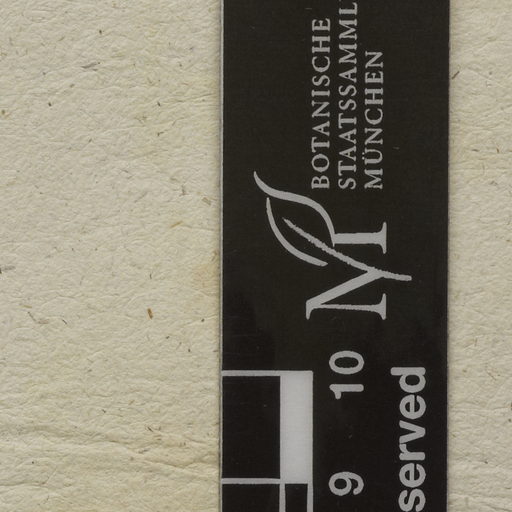 BOTANISCHE
STAATSSAMML
MÜNCHEN
M
9 10
served